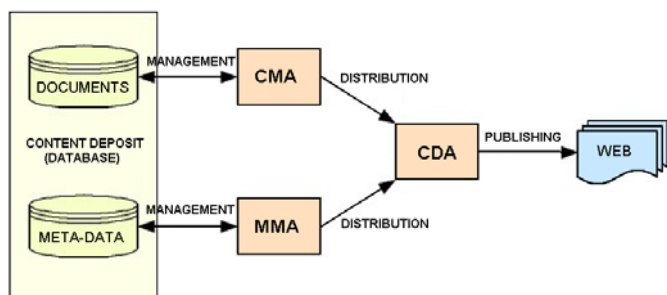 DOCUMENTS
MANAGEMENT
CMA
DISTRIBUTION
CONTENT DEPOSIT
(DATABASE)
CDA
PUBLISHING
WEB
META-DATA
MANAGEMENT
MMA
DISTRIBUTION